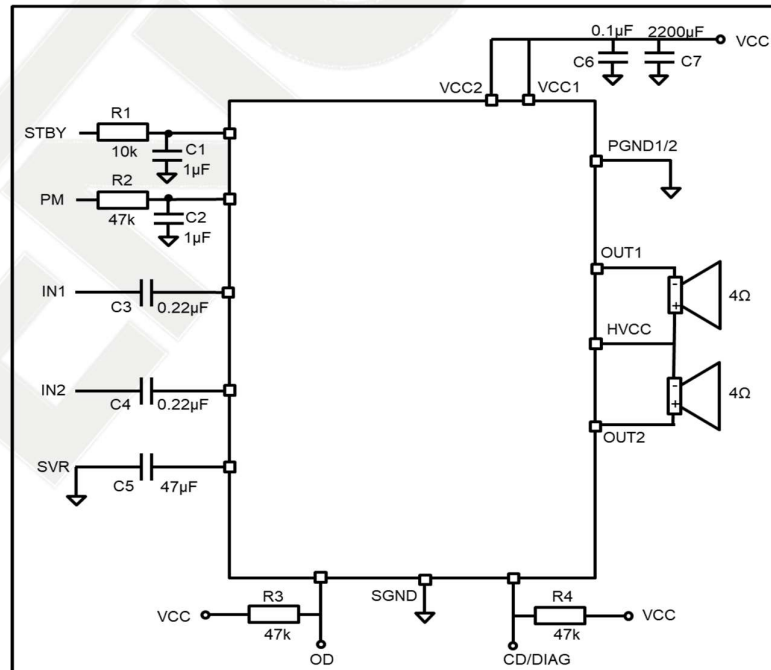 0.1µF 2200µF
VCC
C6 C7
VCC2 VCC1
R1
STBY
10k
C1
1µF
PGND1/2
R2
PM
47k
C2
1µF
OUT1
-
+
4Ω
IN1
C3 0.22µF
HVCC
-
+
4Ω
IN2
C4 0.22µF
OUT2
SVR
C5 47µF
R3
SGND
R4
VCC
VCC
47k
47k
OD
CD/DIAG